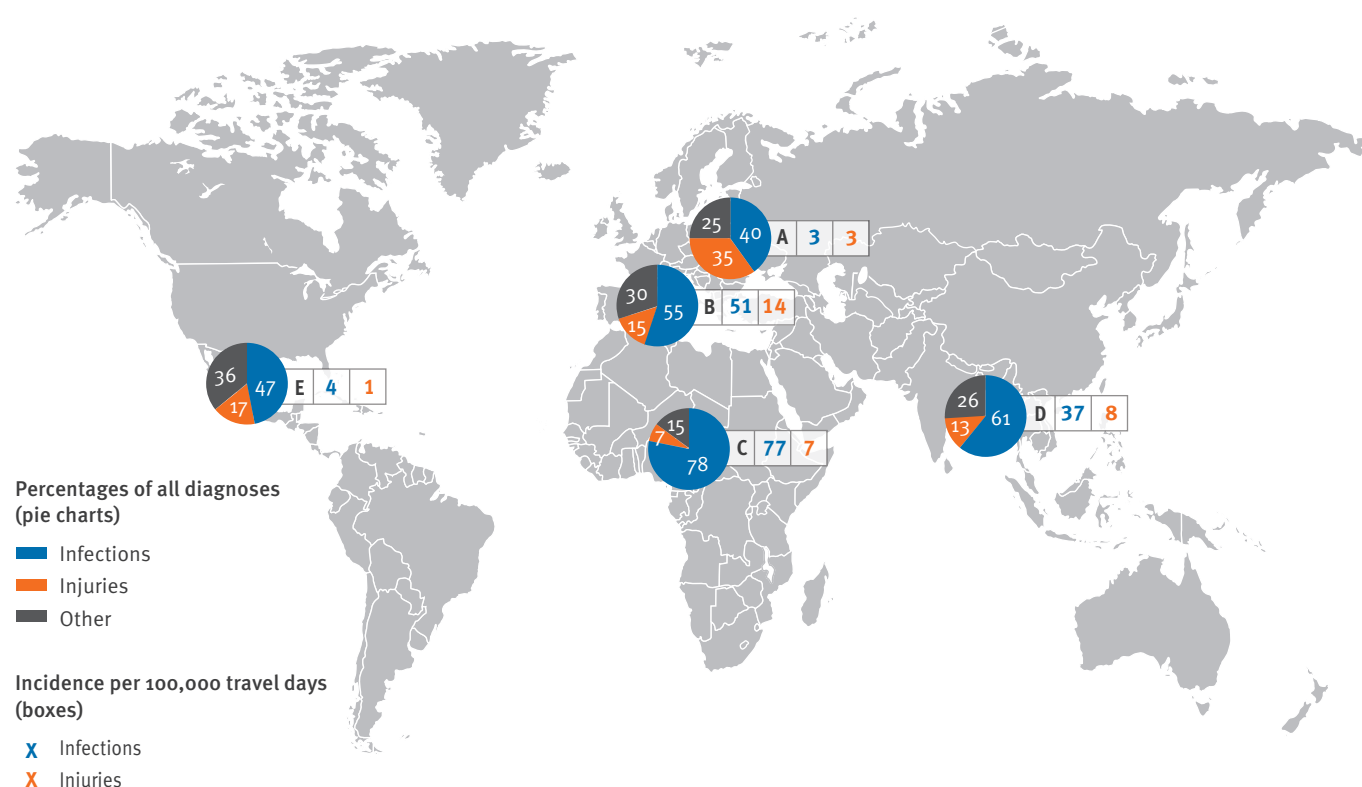 25
40
35
A 3 3
30
55
15
B 51 14
36
47
17
E 4 1
26
61
13
D 37 8
15
7
78
C 77 7
Percentages of all diagnoses
(pie charts)
Infections
Injuries
Other
Incidence per 100,000 travel days
(boxes)
X Infections
X Injuries